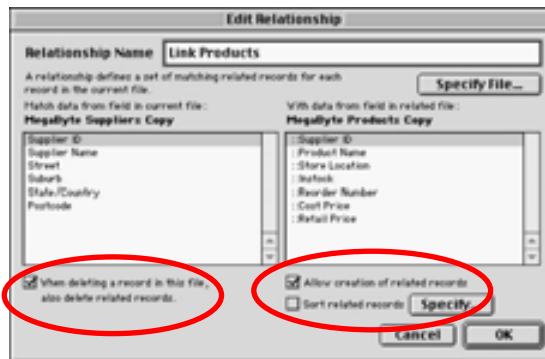 Edit Relationship
Relationship Name Link Products
A relationship defines a set of matching related records for each
record in the current file.
Specify File...
Match data from field in current file:
MegaByte Suppliers Copy
Supplier ID
Supplier Name
Street
Suburb
State/Country
Postcode
With data from field in related file:
MegaByte Products Copy
::Supplier ID
::Product Name
::Store Location
::Instock
::Reorder Number
::Cost Price
::Retail Price
When deleting a record in this file,
also delete related records.
Allow creation of related records
Sort related records Specify...
Cancel OK